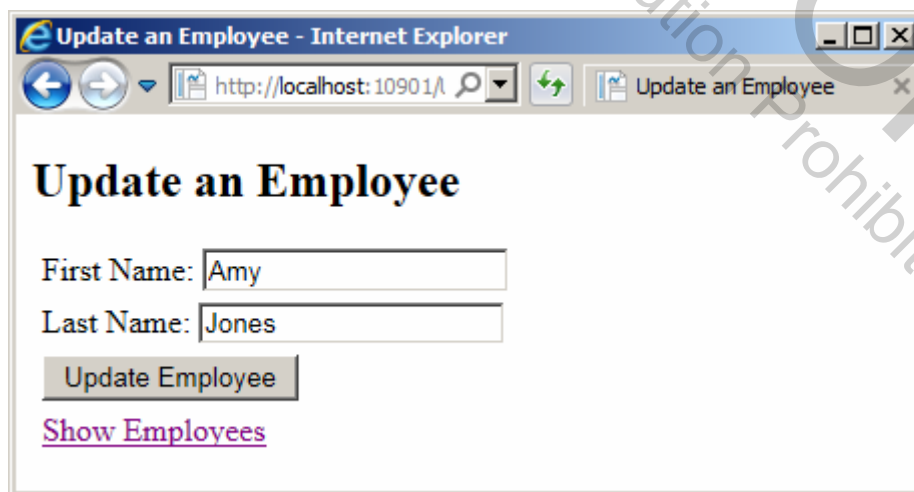 Update an Employee - Internet Explorer
http://localhost:10901/l
Update an Employee
Update an Employee
First Name: Amy
Last Name: Jones
Update Employee
Show Employees
Prohibit